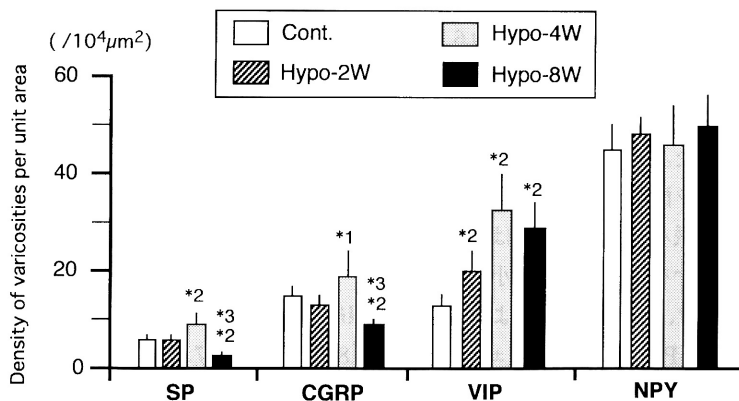 ( /10⁴μm²)
Cont.
Hypo-2W
Hypo-4W
Hypo-8W
Density of varicosities per unit area
60
40
20
0
*2
*3
*2
*1
*3
*2
*2
*2
*2
SP
CGRP
VIP
NPY